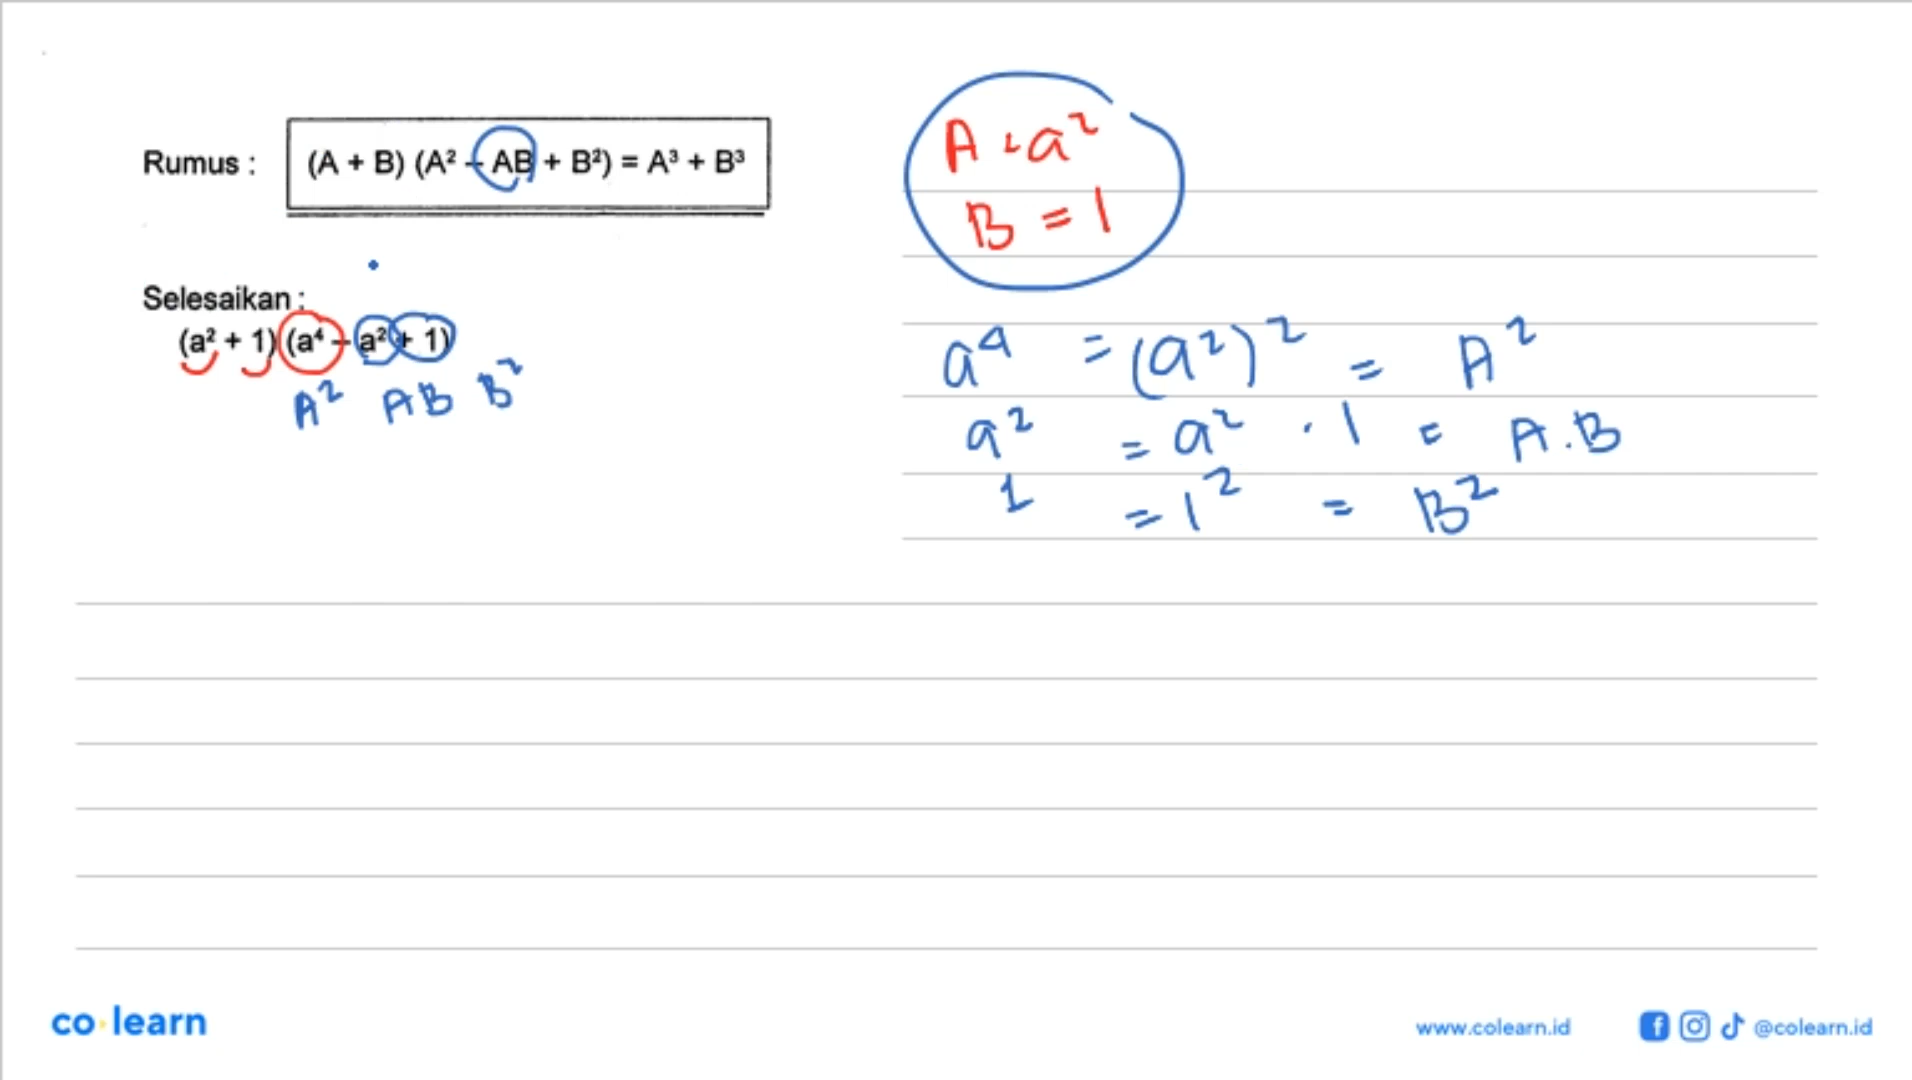 Rumus : (A + B) (A² – AB + B²) = A³ + B³
Selesaikan :
(a² + 1) (a⁴ – a² + 1)
A² AB B²
A = a²
B = 1
a⁴ = (a²)² = A²
a² = a² · 1 = A.B
1 = 1² = B²
co learn
www.colearn.id
@colearn.id